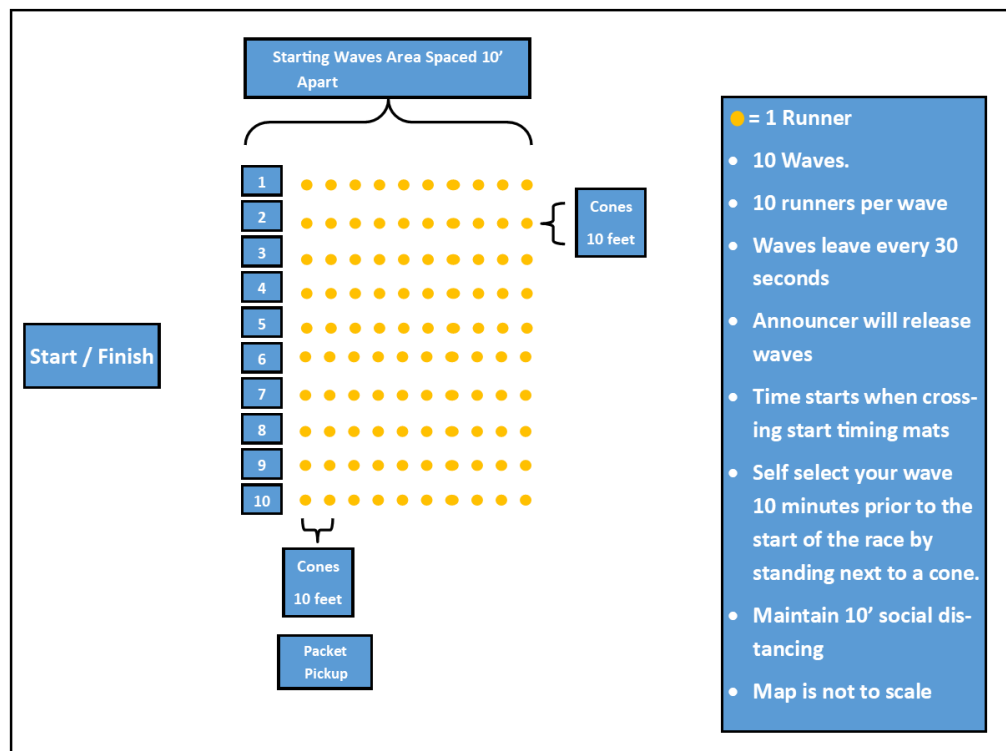 Starting Waves Area Spaced 10’
Apart
1
2
3
4
5
6
7
8
9
10
Cones
10 feet
Start / Finish
Cones
10 feet
Packet
Pickup
= 1 Runner
• 10 Waves.
• 10 runners per wave
• Waves leave every 30
seconds
• Announcer will release
waves
• Time starts when cross-
ing start timing mats
• Self select your wave
10 minutes prior to the
start of the race by
standing next to a cone.
• Maintain 10’ social dis-
tancing
• Map is not to scale